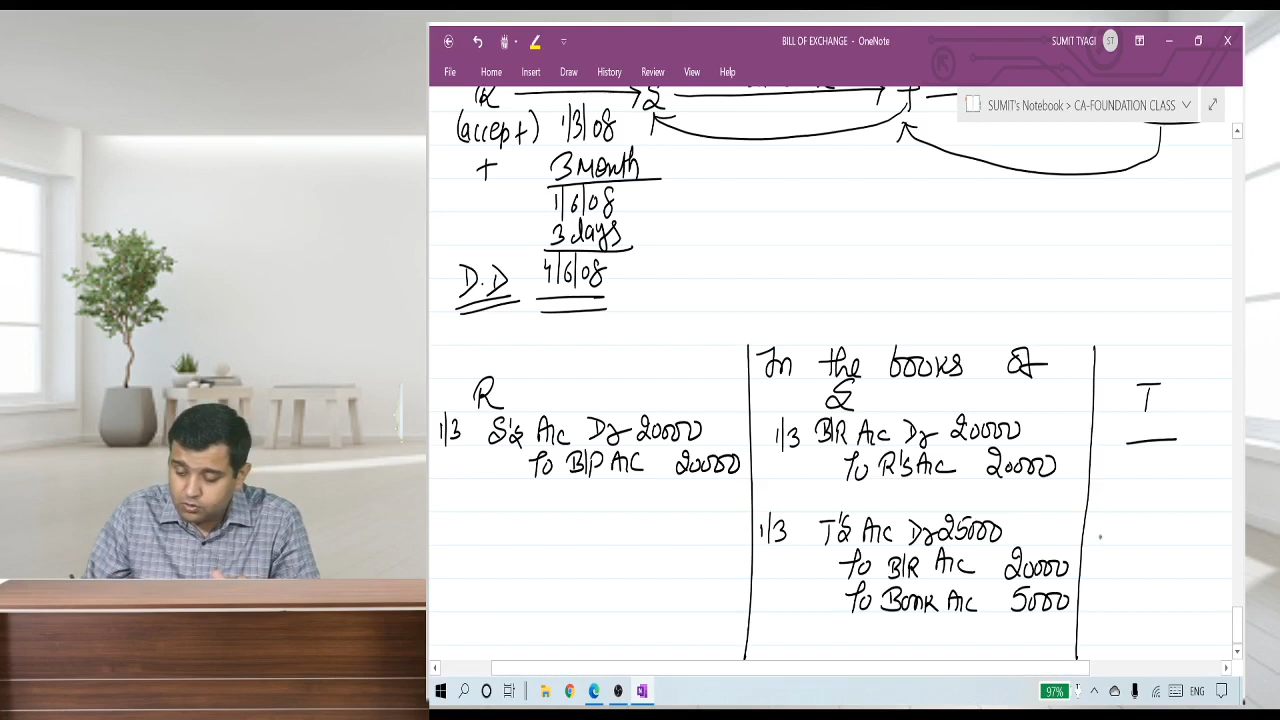 BILL OF EXCHANGE - OneNote
SUMIT TYAGI ST
File Home Insert Draw History Review View Help
SUMIT's Notebook > CA-FOUNDATION CLASS
R S T
(accept) 1/3/08
+ 3 Month
1/6/08
3 days
D.D 4/6/08
In the books of
R S T
1/3 S's A/c Dr 20000
To B/P A/c 20000
1/3 B/R A/c Dr 20000
To R's A/c 20000
1/3 T's A/c Dr 25000
To B/R A/c 20000
To Bank A/c 5000
97% ENG